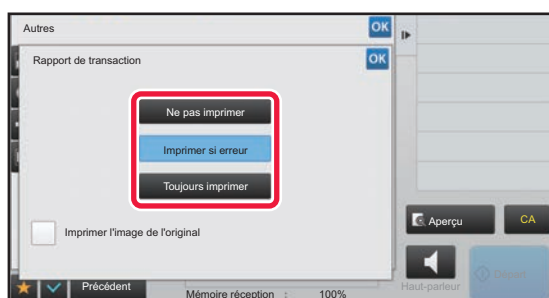 Autres
OK
Rapport de transaction
OK
Ne pas imprimer
Imprimer si erreur
Toujours imprimer
Imprimer l'image de l'original
Aperçu
CA
Précédent
Mémoire réception : 100%
Haut-parleur
Départ